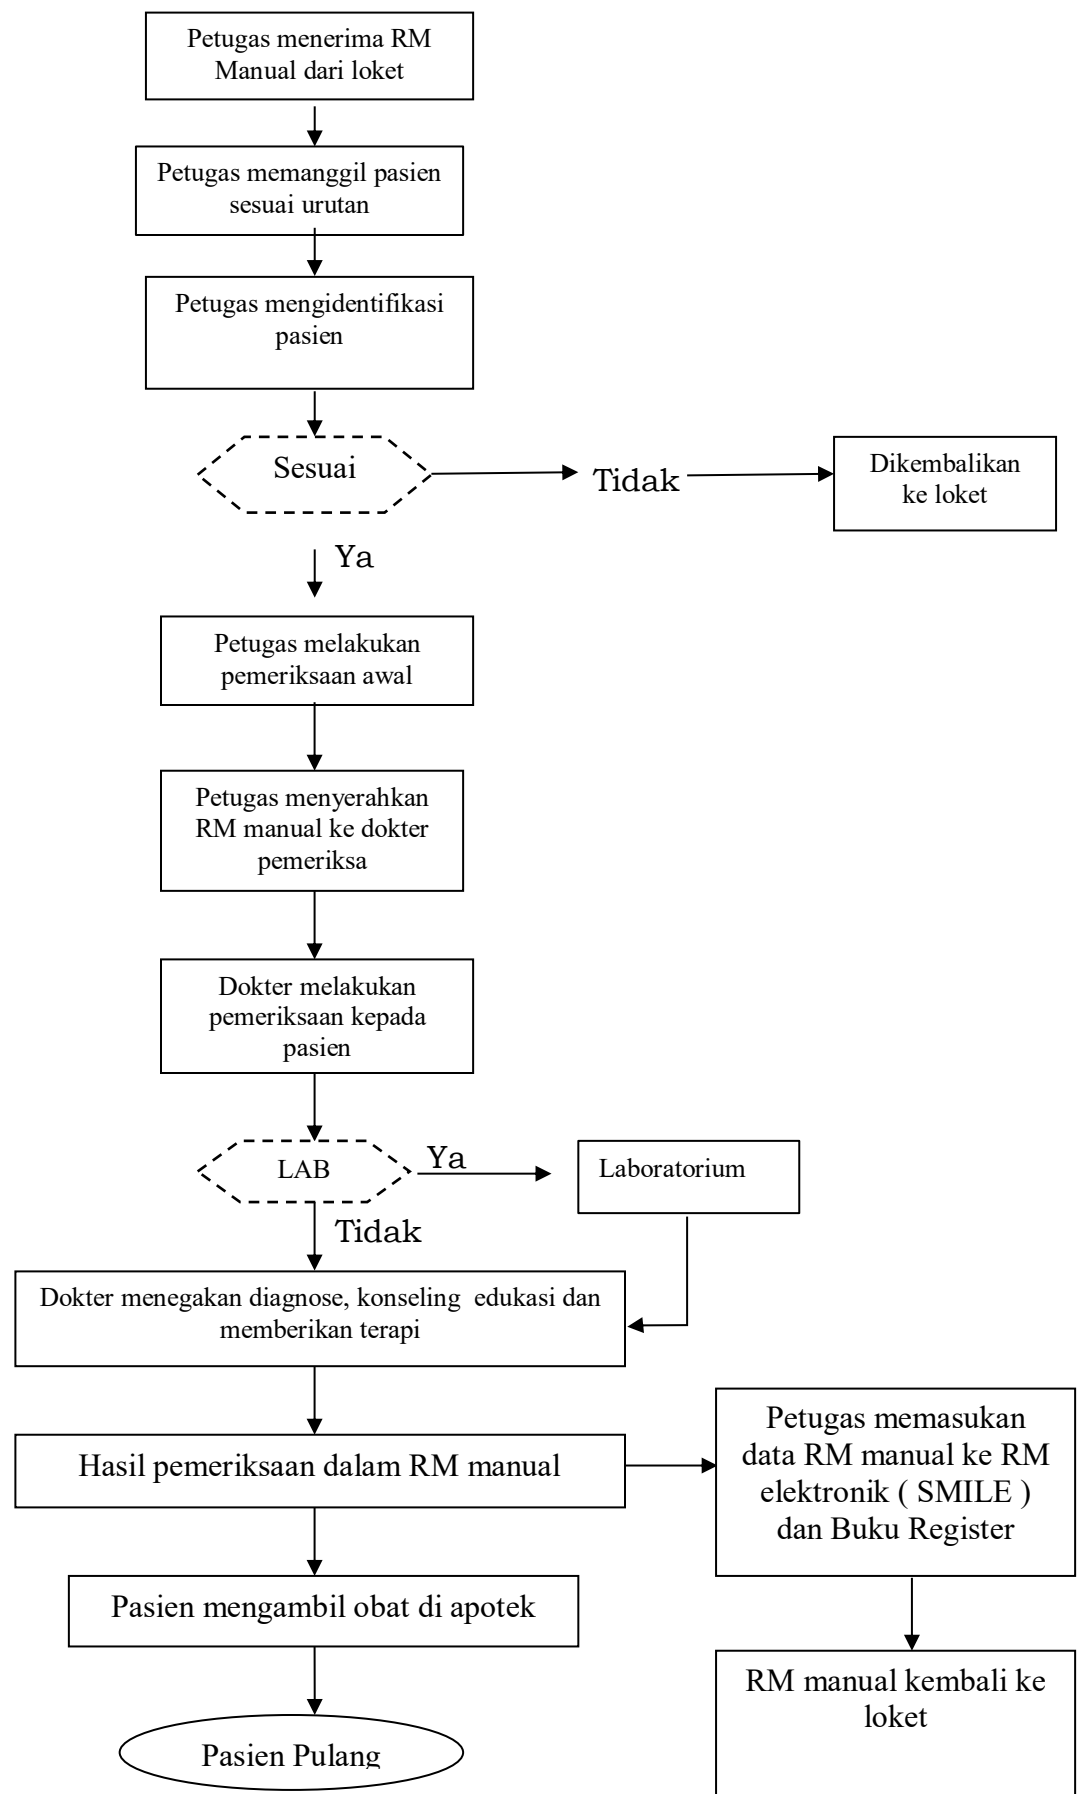 Petugas menerima RM
Manual dari loket
Petugas memanggil pasien
sesuai urutan
Petugas mengidentifikasi
pasien
Sesuai
Tidak
Dikembalikan
ke loket
Ya
Petugas melakukan
pemeriksaan awal
Petugas menyerahkan
RM manual ke dokter
pemeriksa
Dokter melakukan
pemeriksaan kepada
pasien
LAB
Ya
Laboratorium
Tidak
Dokter menegakan diagnose, konseling  edukasi dan
memberikan terapi
Hasil pemeriksaan dalam RM manual
Petugas memasukan
data RM manual ke RM
elektronik ( SMILE )
dan Buku Register
Pasien mengambil obat di apotek
RM manual kembali ke
loket
Pasien Pulang